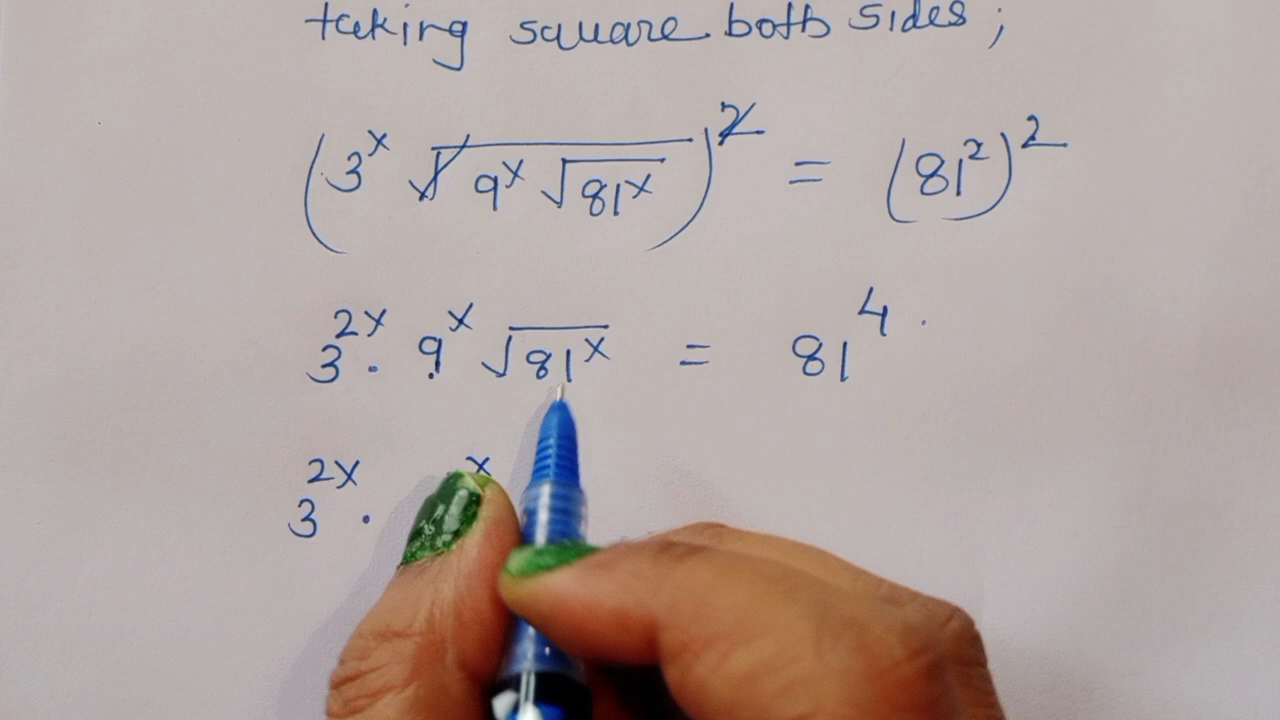 taking square both sides;
(3^x √(9^x √(81^x)))^2 = (81^2)^2
3^2x · 9^x √(81^x) = 81^4 ·
3^2x · x